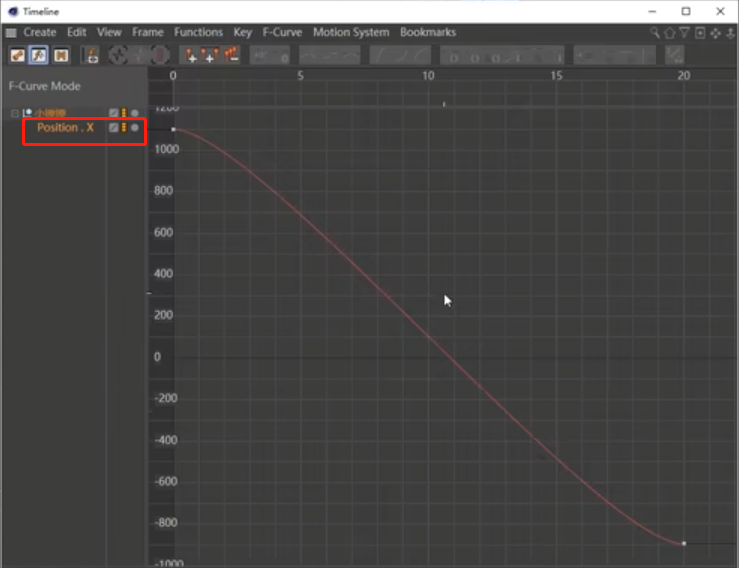 Timeline
Create Edit View Frame Functions Key F-Curve Motion System Bookmarks
0 5 10 15 20
F-Curve Mode
1200
Position . X
1000
800
600
400
200
0
-200
-400
-600
-800
-1000